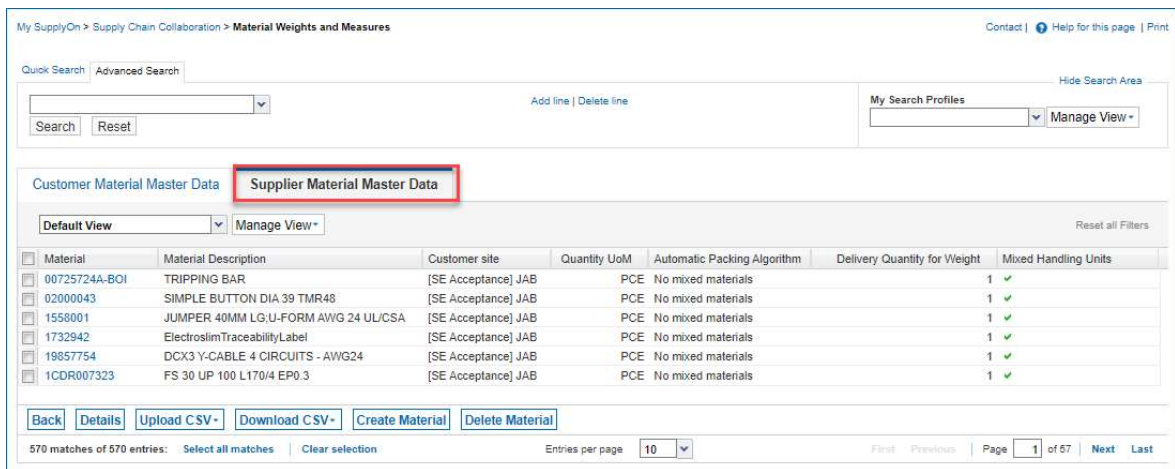 My SupplyOn > Supply Chain Collaboration > Material Weights and Measures Contact | Help for this page | Print
Quick Search Advanced Search
Hide Search Area
Add line | Delete line My Search Profiles
Manage View
Search Reset
Customer Material Master Data Supplier Material Master Data
Default View Manage View Reset all Filters
Material Material Description Customer site Quantity UoM Automatic Packing Algorithm Delivery Quantity for Weight Mixed Handling Units
00725724A-BOI TRIPPING BAR [SE Acceptance] JAB PCE No mixed materials 1
02000043 SIMPLE BUTTON DIA 39 TMR48 [SE Acceptance] JAB PCE No mixed materials 1
1558001 JUMPER 40MM LG;U-FORM AWG 24 UL/CSA [SE Acceptance] JAB PCE No mixed materials 1
1732942 ElectroslimTraceabilityLabel [SE Acceptance] JAB PCE No mixed materials 1
19857754 DCX3 Y-CABLE 4 CIRCUITS - AWG24 [SE Acceptance] JAB PCE No mixed materials 1
1CDR007323 FS 30 UP 100 L170/4 EP0.3 [SE Acceptance] JAB PCE No mixed materials 1
Back Details Upload CSV Download CSV Create Material Delete Material
570 matches of 570 entries: Select all matches | Clear selection Entries per page 10 First Previous | Page 1 of 57 | Next Last